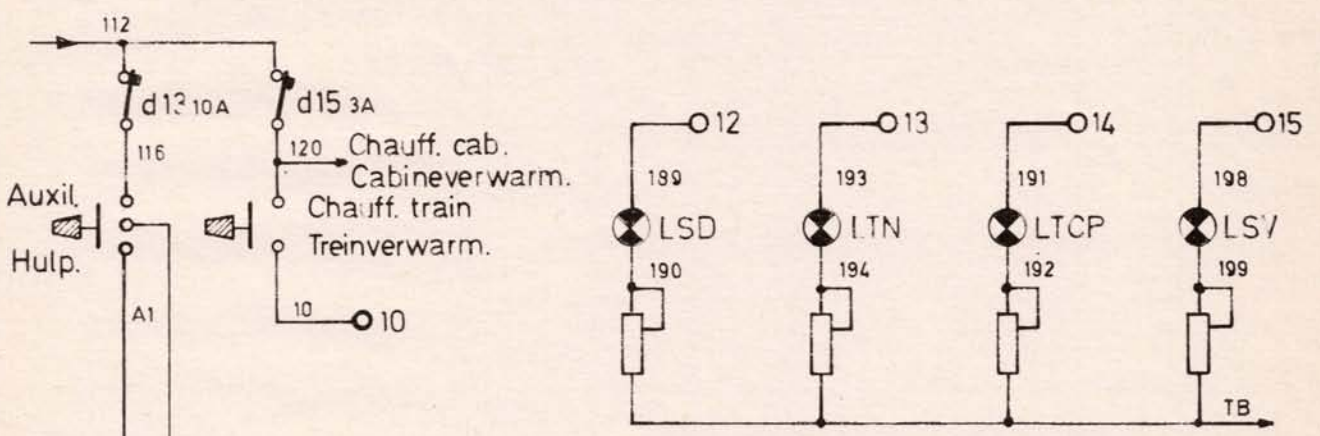 112
d13 10A
d15 3A
116
120
Chauff. cab.
Cabineverwarm.
Auxil.
Hulp.
Chauff. train
Treinverwarm.
A1
10
10
12
13
14
15
189
193
191
198
LSD
LTN
LTCP
LSV
190
194
192
199
TB